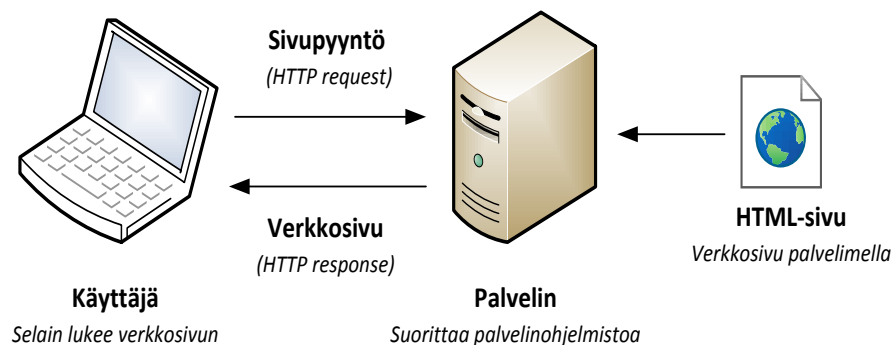 Sivupyyntö
(HTTP request)
Verkkosivu
(HTTP response)
HTML-sivu
Verkkosivu palvelimella
Käyttäjä
Selain lukee verkkosivun
Palvelin
Suorittaa palvelinohjelmistoa